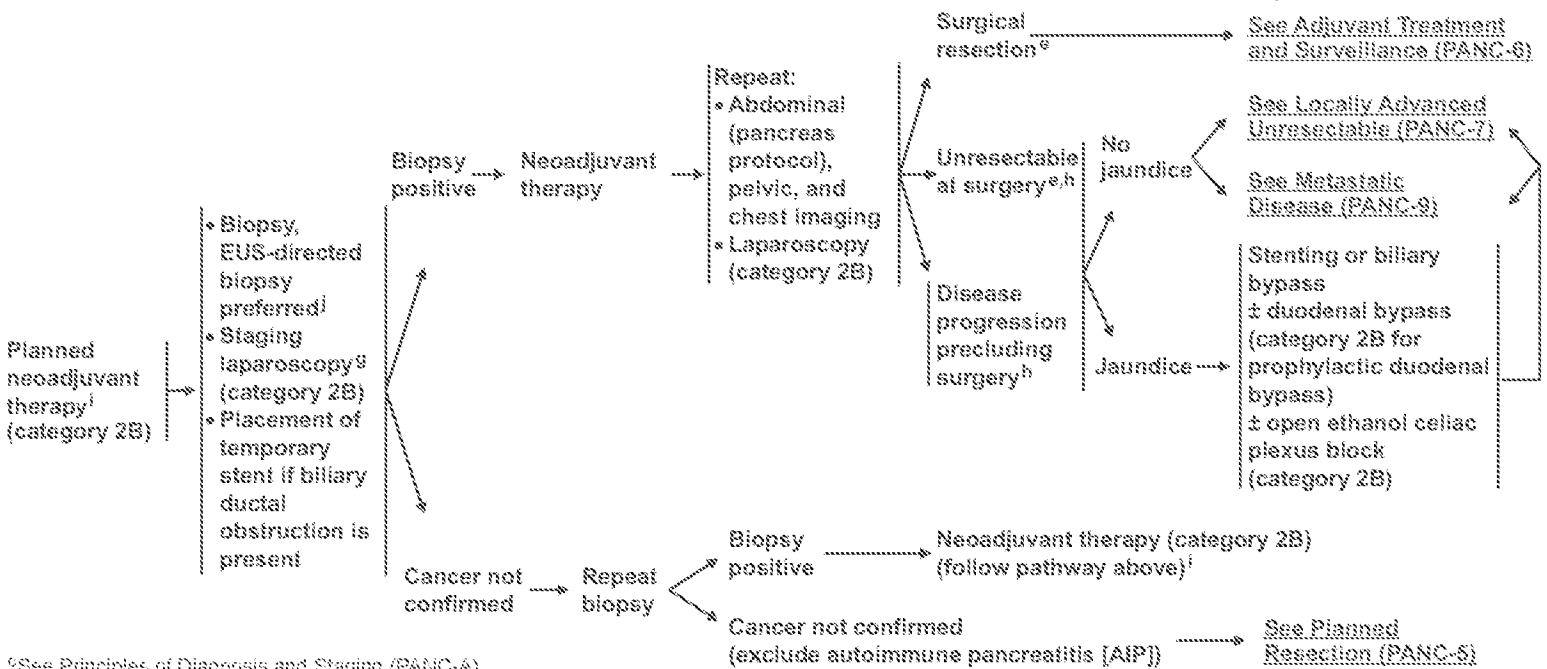 Planned
neoadjuvant
therapyⁱ
(category 2B)
• Biopsy,
EUS-directed
biopsy
preferredʲ
• Staging
laparoscopyᵍ
(category 2B)
• Placement of
temporary
stent if biliary
ductal
obstruction is
present
Biopsy
positive
Neoadjuvant
therapy
Repeat:
• Abdominal
(pancreas
protocol),
pelvic, and
chest imaging
• Laparoscopy
(category 2B)
Surgical
resectionᵉ
See Adjuvant Treatment
and Surveillance (PANC-6)
Unresectable
at surgeryᵉ,ʰ
Disease
progression
precluding
surgeryʰ
No
jaundice
See Locally Advanced
Unresectable (PANC-7)
See Metastatic
Disease (PANC-9)
Jaundice
Stenting or biliary
bypass
± duodenal bypass
(category 2B for
prophylactic duodenal
bypass)
± open ethanol celiac
plexus block
(category 2B)
Cancer not
confirmed
Repeat
biopsy
Biopsy
positive
Neoadjuvant therapy (category 2B)
(follow pathway above)ⁱ
Cancer not confirmed
(exclude autoimmune pancreatitis [AIP])
See Planned
Resection (PANC-5)
See Principles of Diagnosis and Staging (PANC-A)